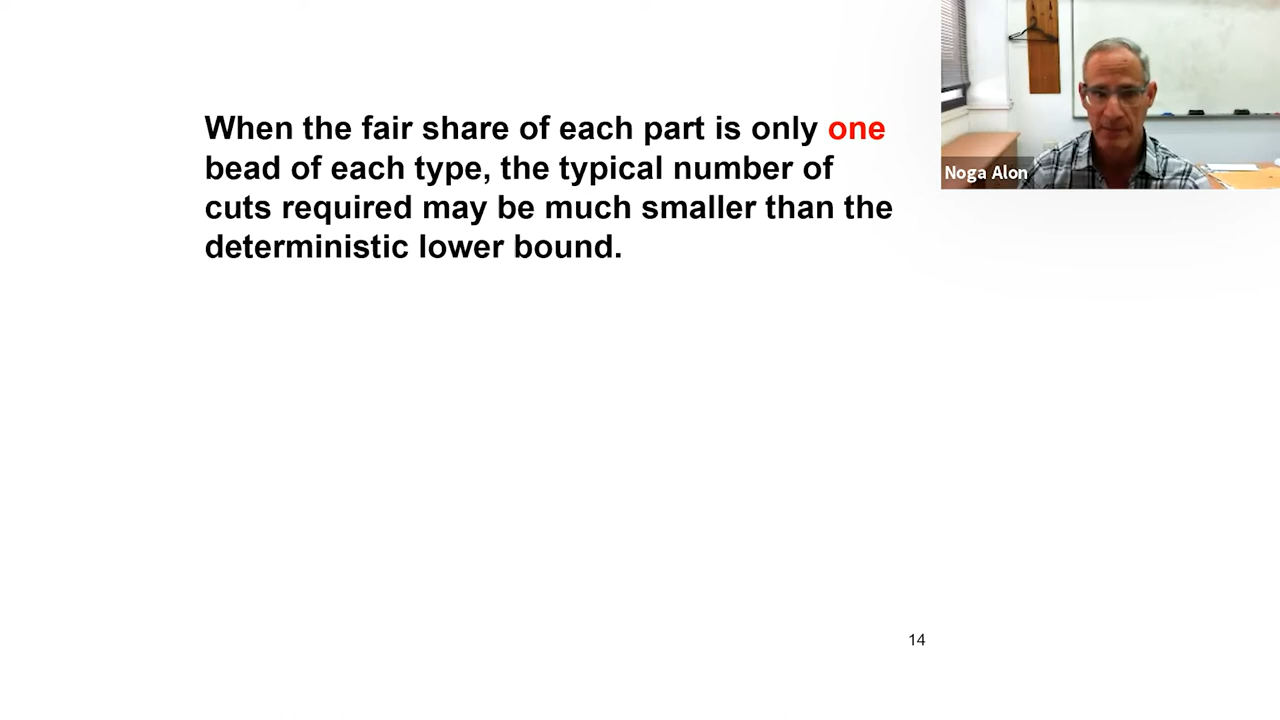 When the fair share of each part is only one
bead of each type, the typical number of
cuts required may be much smaller than the
deterministic lower bound.
Noga Alon
14